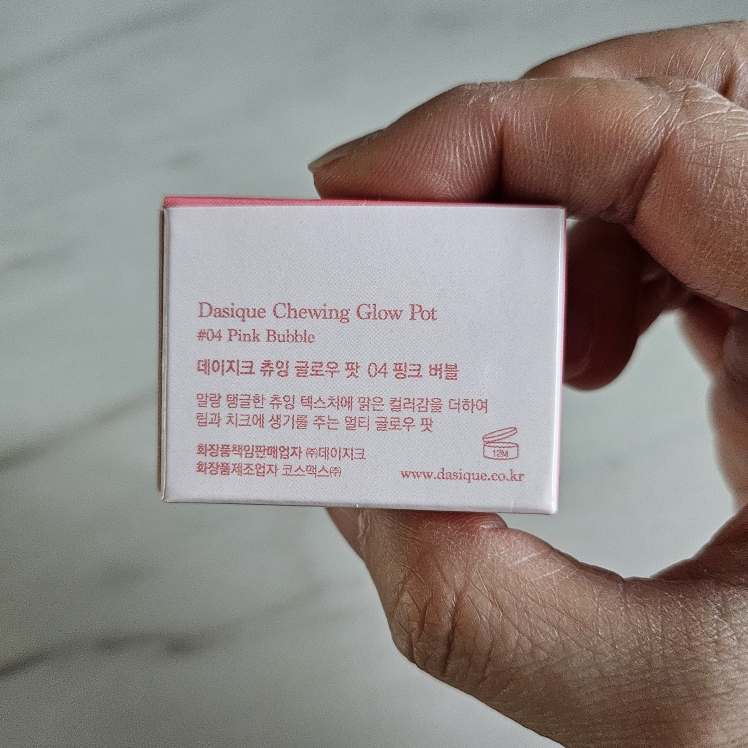 Dasique Chewing Glow Pot
#04 Pink Bubble
데이지크 츄잉 글로우 팟 04 핑크 버블
말랑 탱글한 츄잉 텍스처에 맑은 컬러감을 더하여
립과 치크에 생기를 주는 멀티 글로우 팟
화장품책임판매업자 ㈜데이지크
화장품제조업자 코스맥스㈜
12M
www.dasique.co.kr